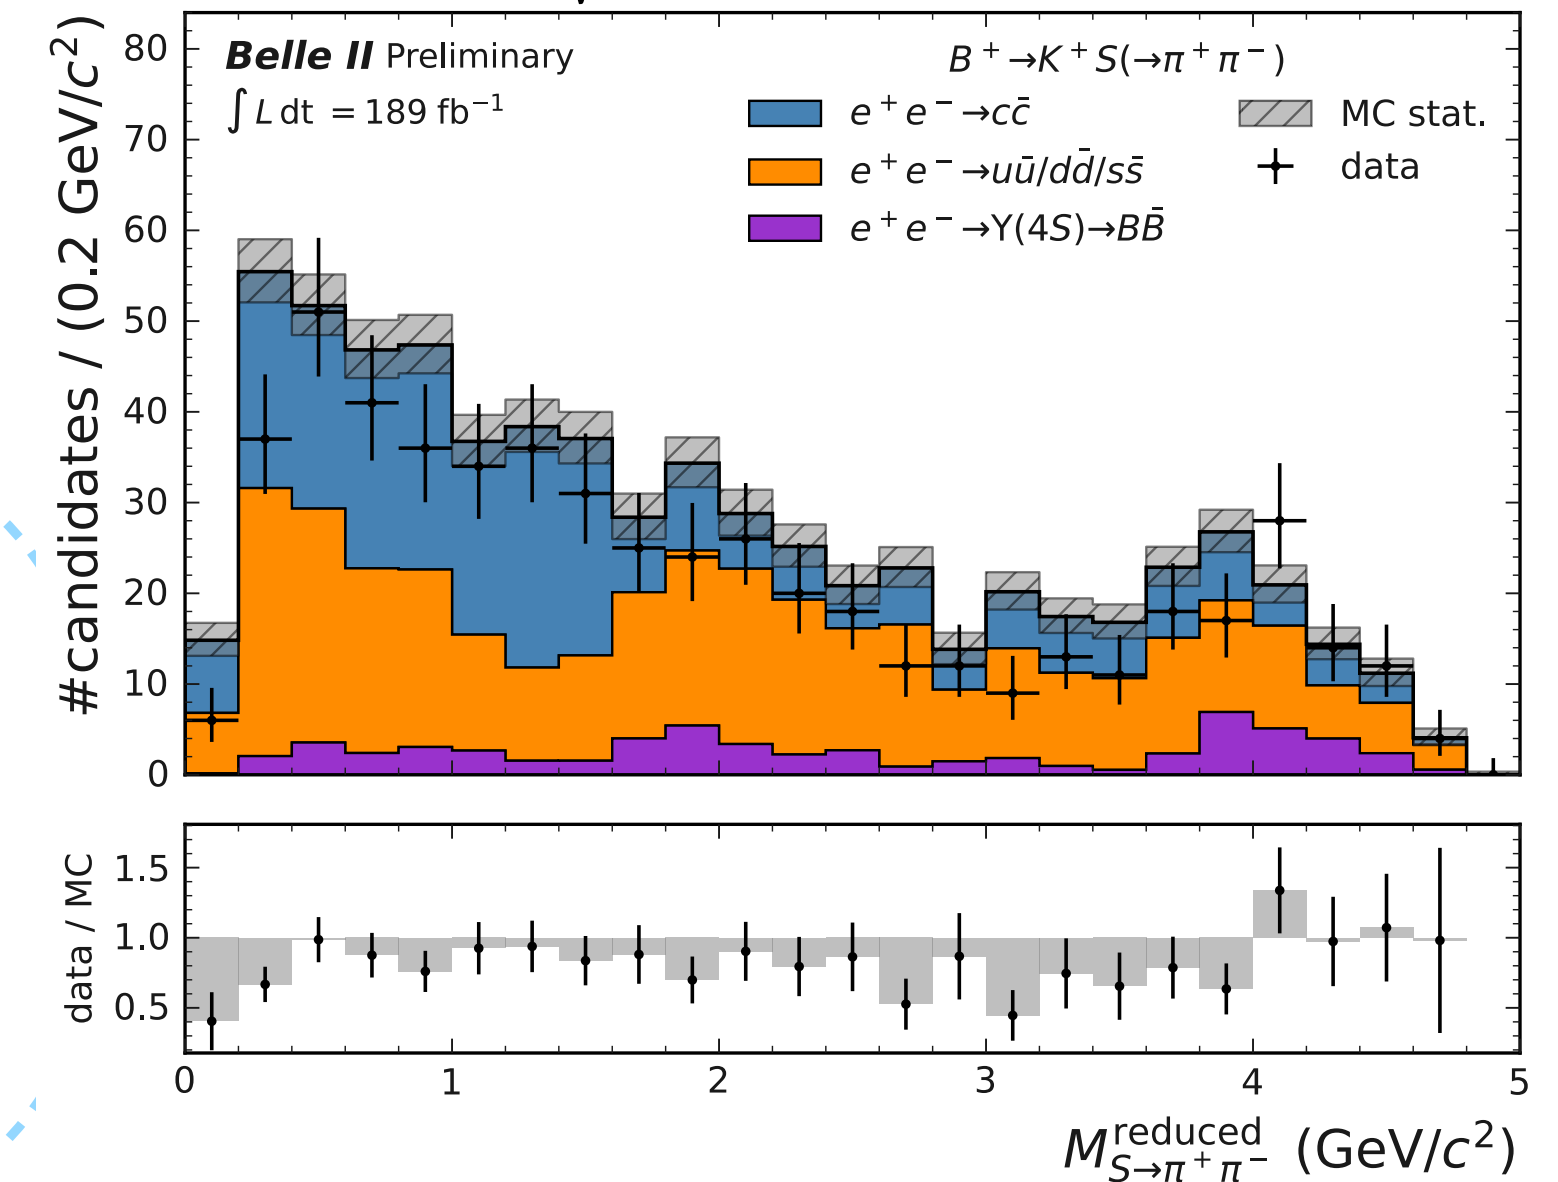 #candidates / (0.2 GeV/c²)
80
70
60
50
40
30
20
10
0
Belle II Preliminary
∫ L dt = 189 fb⁻¹
B⁺→K⁺S(→π⁺π⁻)
e⁺e⁻→cc̄
e⁺e⁻→uū/dd̄/ss̄
e⁺e⁻→Υ(4S)→BB̄
MC stat.
data
data / MC
1.5
1.0
0.5
0 1 2 3 4 5
M^reduced_S→π⁺π⁻ (GeV/c²)